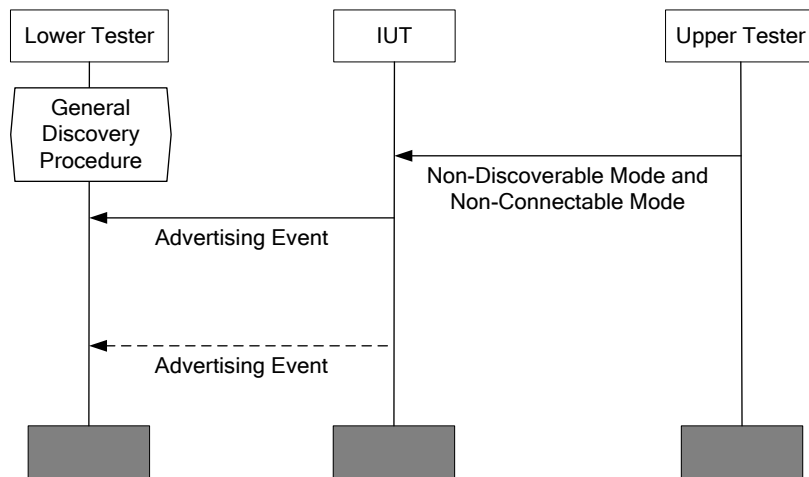 Lower Tester
IUT
Upper Tester
General
Discovery
Procedure
Non-Discoverable Mode and
Non-Connectable Mode
Advertising Event
Advertising Event